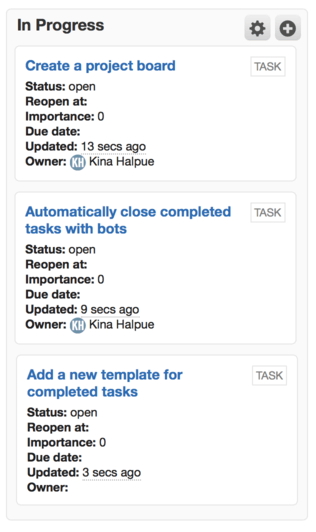 In Progress
Create a project board TASK
Status: open
Reopen at:
Importance: 0
Due date:
Updated: 13 secs ago
Owner: KH Kina Halpue
Automatically close completed TASK
tasks with bots
Status: open
Reopen at:
Importance: 0
Due date:
Updated: 9 secs ago
Owner: KH Kina Halpue
Add a new template for TASK
completed tasks
Status: open
Reopen at:
Importance: 0
Due date:
Updated: 3 secs ago
Owner: